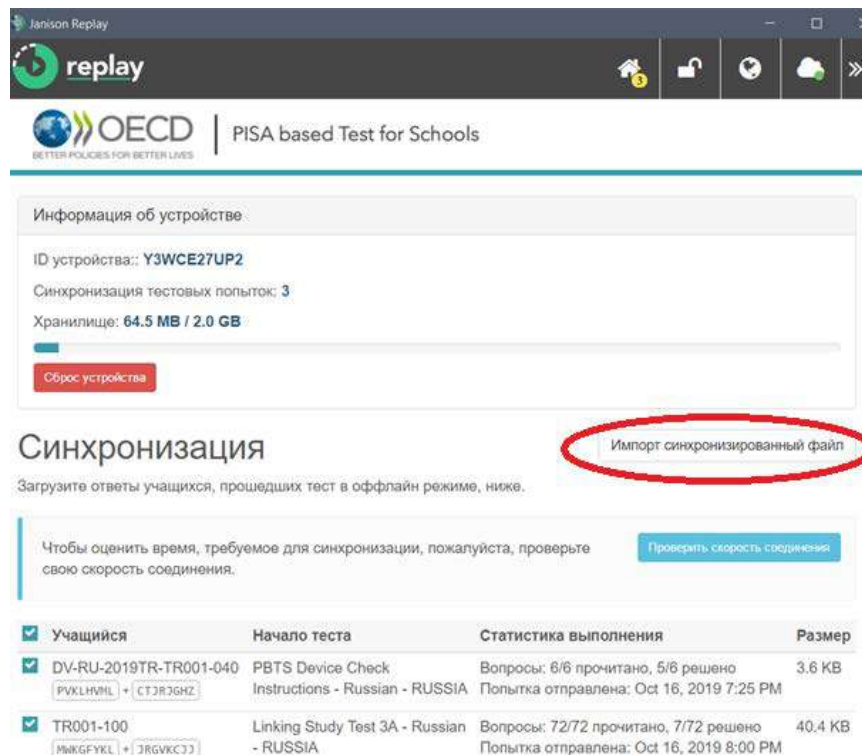 Janison Replay
replay
3
OECD
BETTER POLICIES FOR BETTER LIVES
PISA based Test for Schools
Информация об устройстве
ID устройства:: Y3WCE27UP2
Синхронизация тестовых попыток: 3
Хранилище: 64.5 MB / 2.0 GB
Сброс устройства
Синхронизация
Импорт синхронизированный файл
Загрузите ответы учащихся, прошедших тест в оффлайн режиме, ниже.
Чтобы оценить время, требуемое для синхронизации, пожалуйста, проверьте
свою скорость соединения.
Проверить скорость соединения
Учащийся Начало теста Статистика выполнения Размер
DV-RU-2019TR-TR001-040 PBTS Device Check Вопросы: 6/6 прочитано, 5/6 решено 3.6 KB
PVKLHVML + CTJRJGHZ Instructions - Russian - RUSSIA Попытка отправлена: Oct 16, 2019 7:25 PM
TR001-100 Linking Study Test 3A - Russian Вопросы: 72/72 прочитано, 7/72 решено 40.4 KB
MWKGFYKL + JRGVKCJJ - RUSSIA Попытка отправлена: Oct 16, 2019 8:00 PM